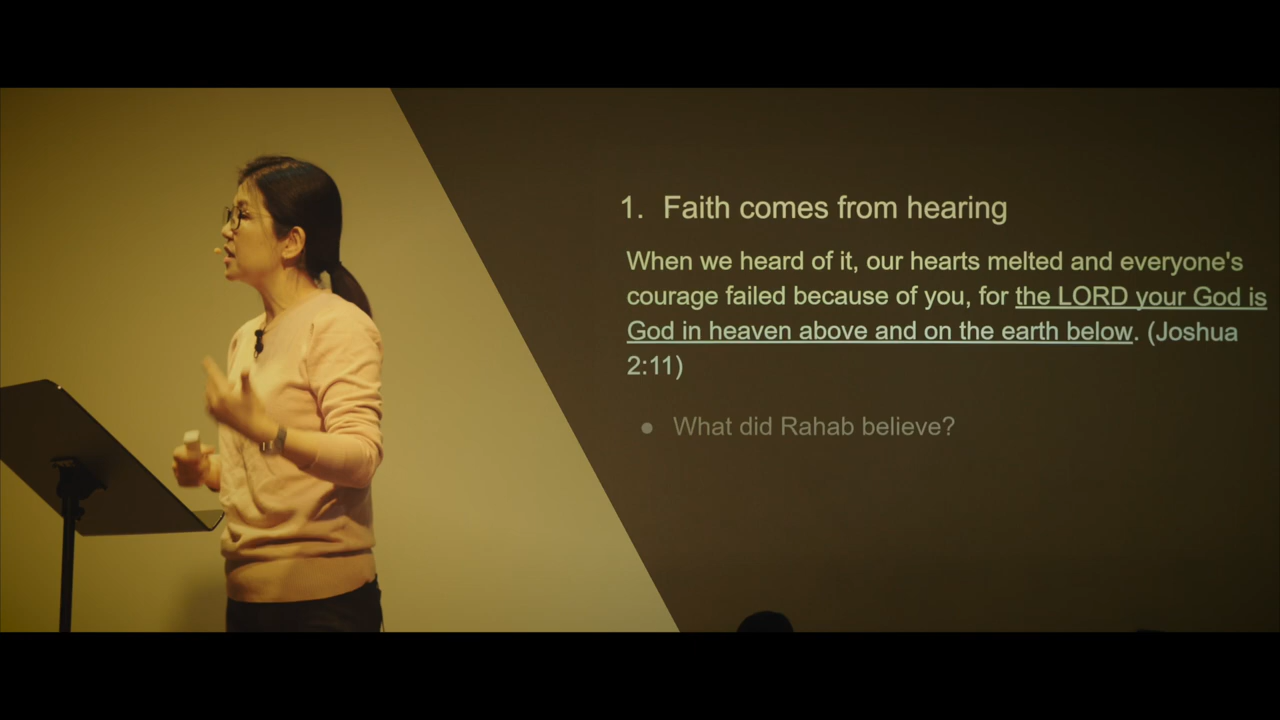 1. Faith comes from hearing
When we heard of it, our hearts melted and everyone's
courage failed because of you, for the LORD your God is
God in heaven above and on the earth below. (Joshua
2:11)
● What did Rahab believe?